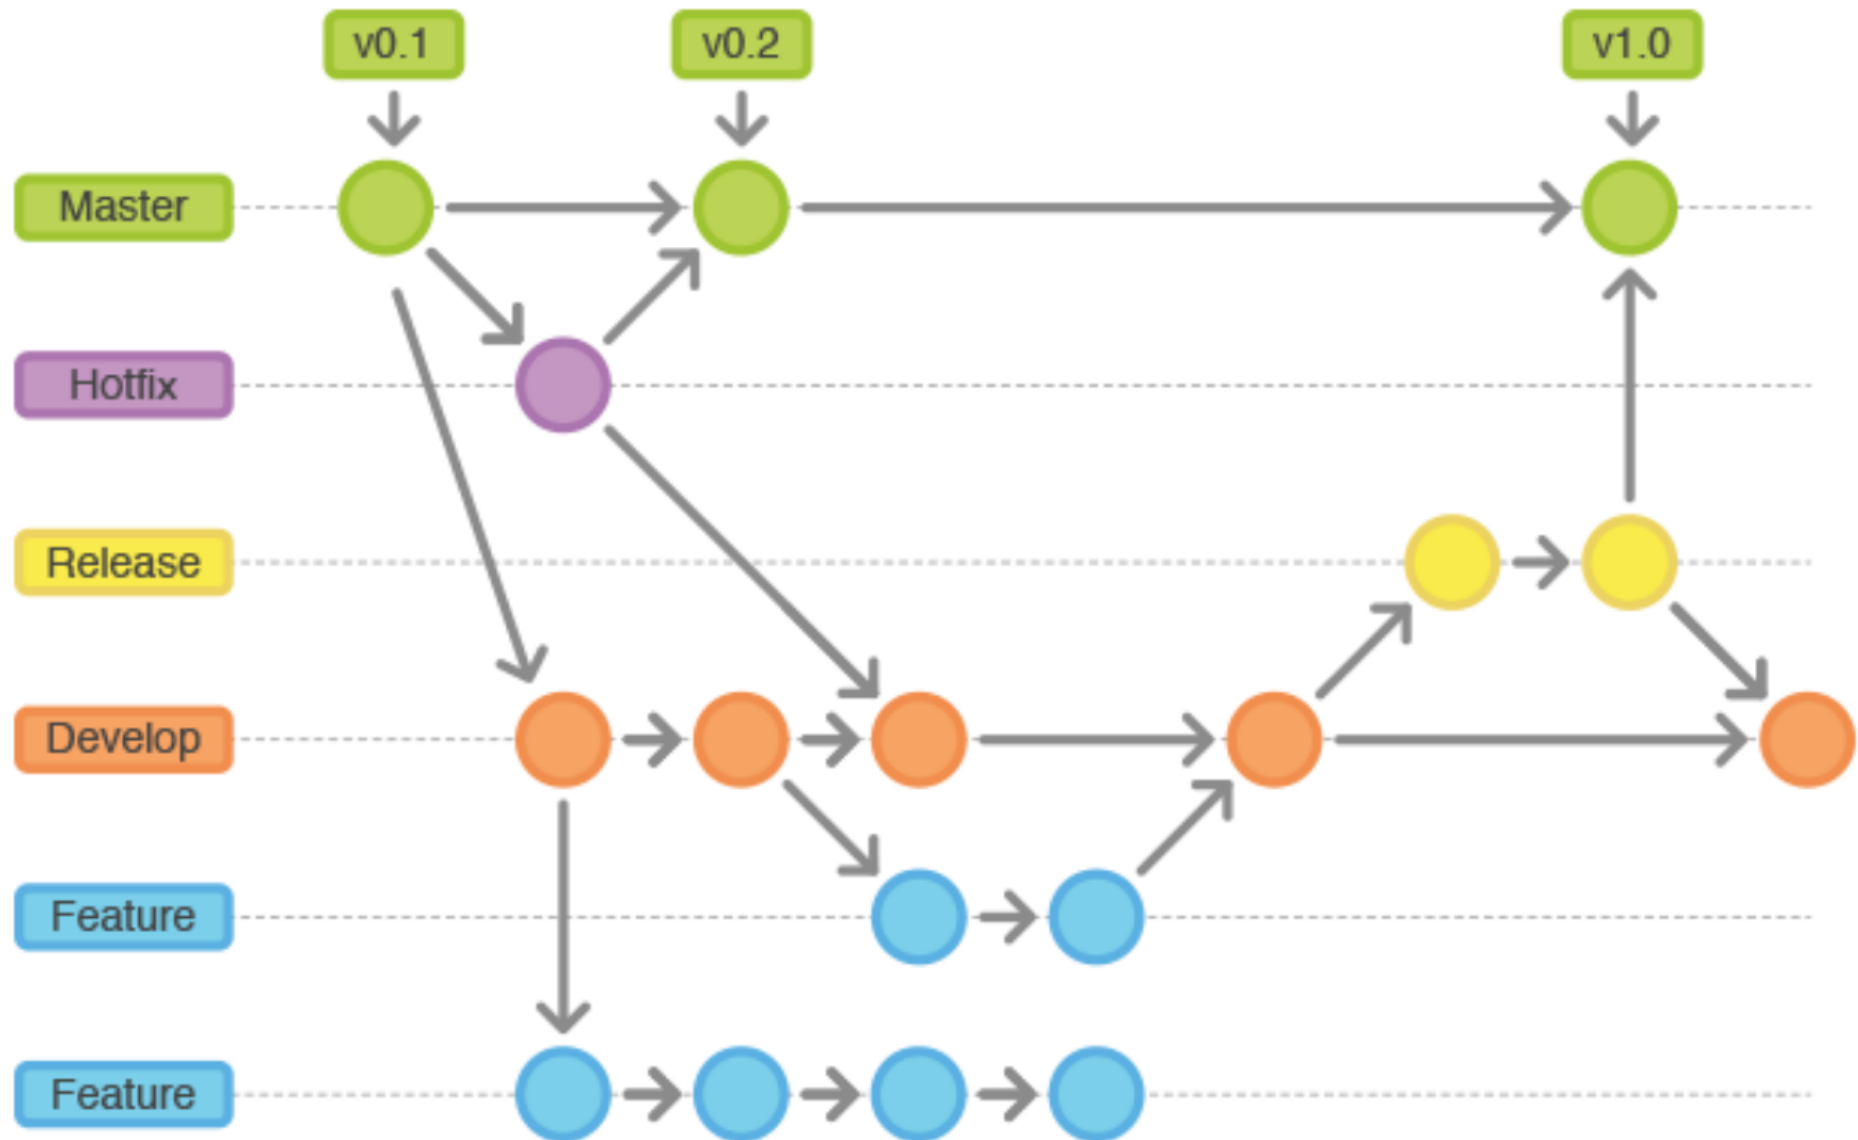 v0.1
v0.2
v1.0
Master
Hotfix
Release
Develop
Feature
Feature